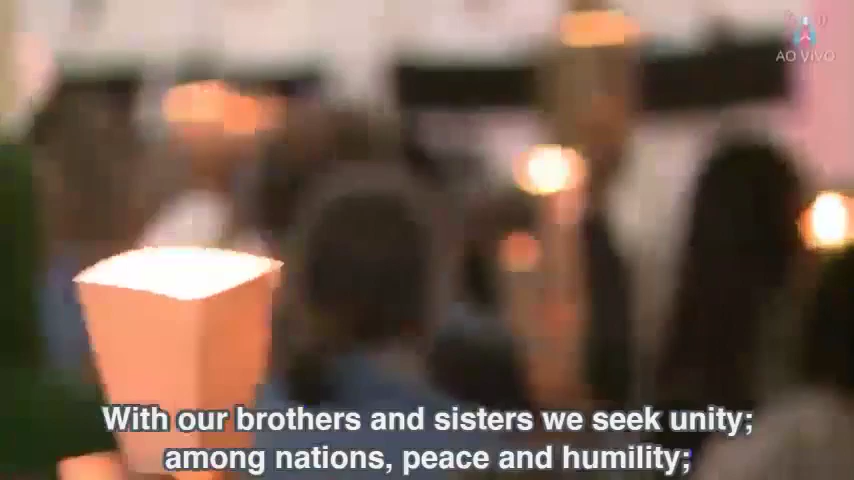 AO VIVO
With our brothers and sisters we seek unity;
among nations, peace and humility;